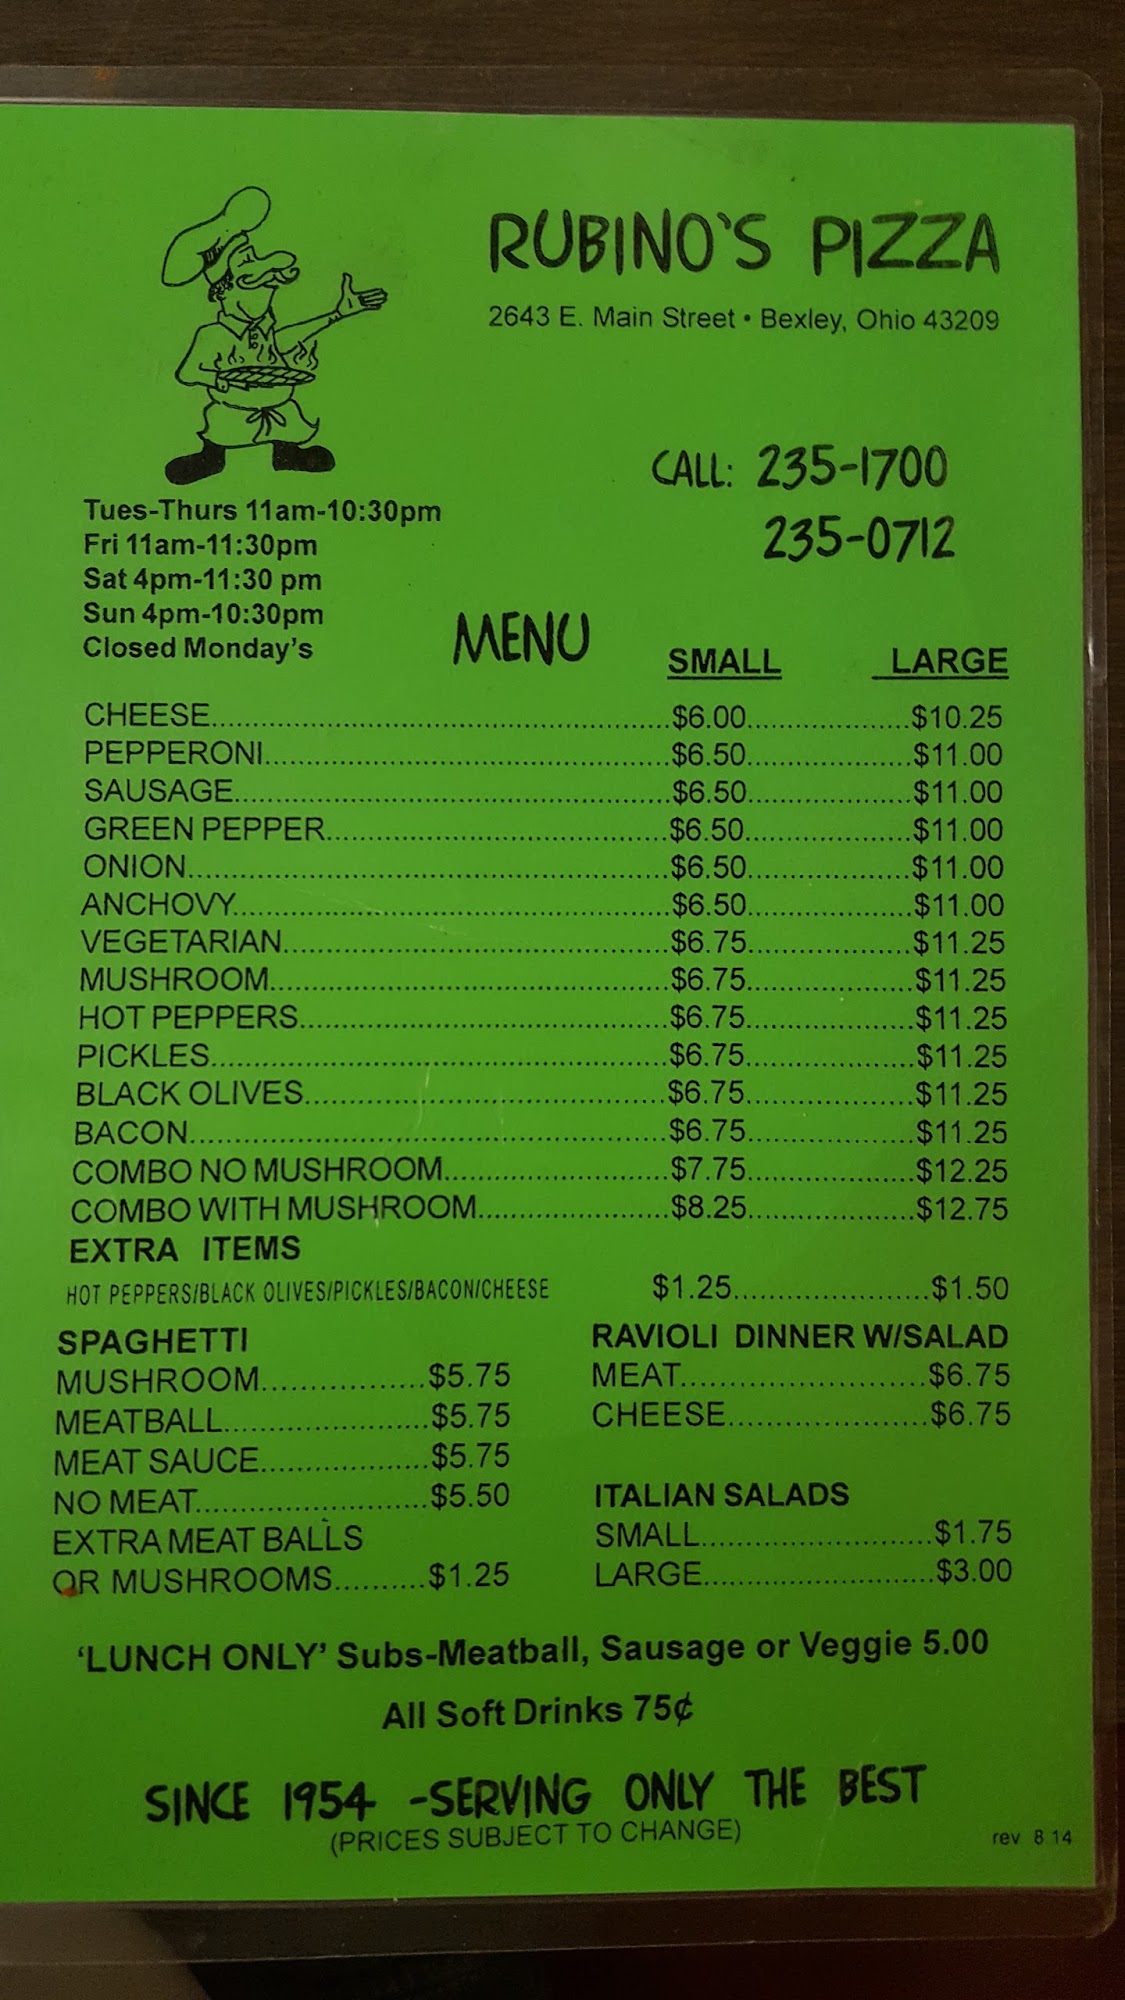 RUBINO'S PIZZA
2643 E. Main Street • Bexley, Ohio 43209
CALL: 235-1700
235-0712
Tues-Thurs 11am-10:30pm
Fri 11am-11:30pm
Sat 4pm-11:30 pm
Sun 4pm-10:30pm
Closed Monday's
MENU
SMALL LARGE
CHEESE $6.00 $10.25
PEPPERONI $6.50 $11.00
SAUSAGE $6.50 $11.00
GREEN PEPPER $6.50 $11.00
ONION $6.50 $11.00
ANCHOVY $6.50 $11.00
VEGETARIAN $6.75 $11.25
MUSHROOM $6.75 $11.25
HOT PEPPERS $6.75 $11.25
PICKLES $6.75 $11.25
BLACK OLIVES $6.75 $11.25
BACON $6.75 $11.25
COMBO NO MUSHROOM $7.75 $12.25
COMBO WITH MUSHROOM $8.25 $12.75
EXTRA ITEMS
HOT PEPPERS/BLACK OLIVES/PICKLES/BACON/CHEESE $1.25 $1.50
SPAGHETTI
MUSHROOM $5.75
MEATBALL $5.75
MEAT SAUCE $5.75
NO MEAT $5.50
EXTRA MEAT BALLS
OR MUSHROOMS $1.25
RAVIOLI DINNER W/SALAD
MEAT $6.75
CHEESE $6.75
ITALIAN SALADS
SMALL $1.75
LARGE $3.00
'LUNCH ONLY' Subs-Meatball, Sausage or Veggie 5.00
All Soft Drinks 75¢
SINCE 1954 -SERVING ONLY THE BEST
(PRICES SUBJECT TO CHANGE)
rev 8 14